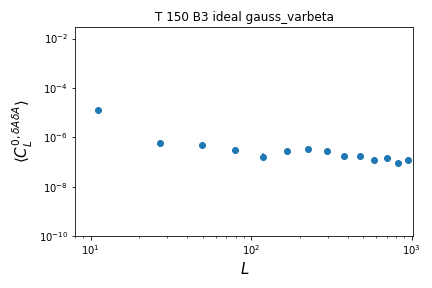 T 150 B3 ideal gauss_varbeta
⟨C_L^{0,δAδA}⟩
10^{-2}
10^{-4}
10^{-6}
10^{-8}
10^{-10}
10^1 10^2 10^3
L